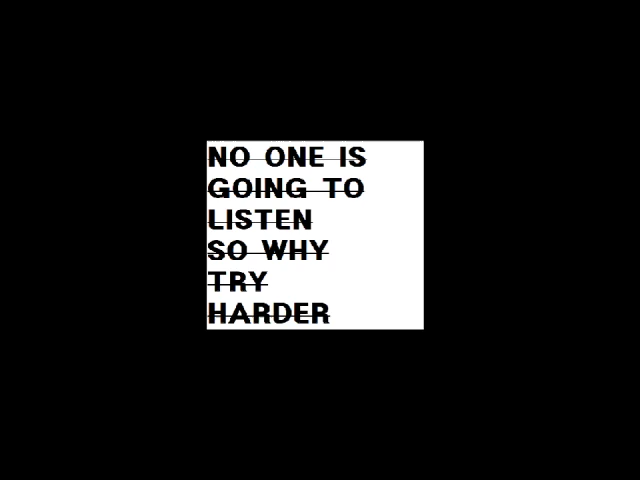 NO ONE IS
GOING TO
LISTEN
SO WHY
TRY
HARDER